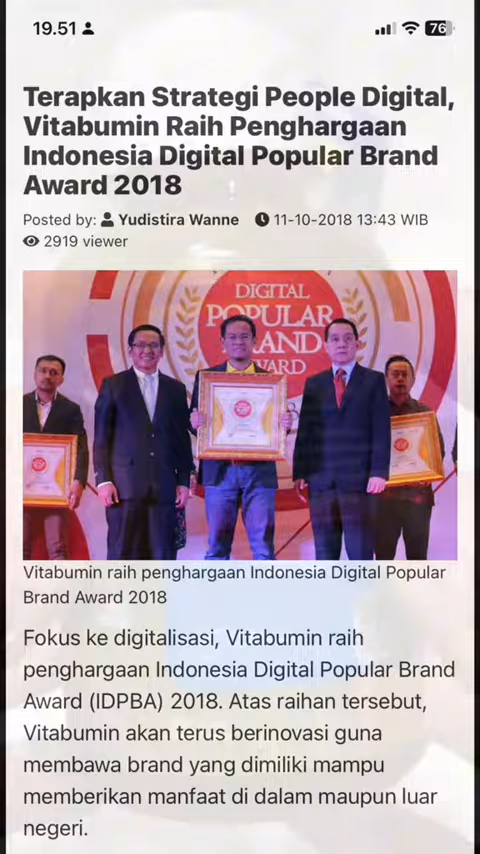 19.51
76
Terapkan Strategi People Digital,
Vitabumin Raih Penghargaan
Indonesia Digital Popular Brand
Award 2018
Posted by: Yudistira Wanne 11-10-2018 13:43 WIB
2919 viewer
DIGITAL
POPULAR
BRAND
AWARD
Vitabumin raih penghargaan Indonesia Digital Popular
Brand Award 2018
Fokus ke digitalisasi, Vitabumin raih
penghargaan Indonesia Digital Popular Brand
Award (IDPBA) 2018. Atas raihan tersebut,
Vitabumin akan terus berinovasi guna
membawa brand yang dimiliki mampu
memberikan manfaat di dalam maupun luar
negeri.